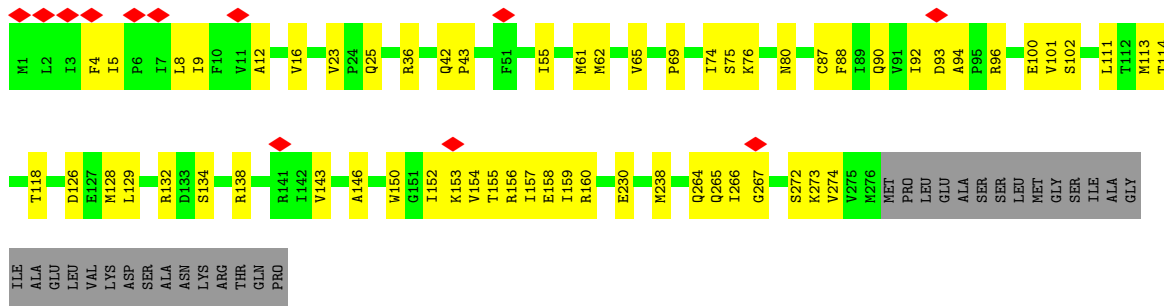 M1 L2 I3 F4 I5 P6 I7 L8 I9 F10 V11 A12 V16 V23 P24 Q25 R36 Q42 P43 F51 I55 M61 M62 V65 P69 I74 S75 K76 N80 C87 F88 I89 Q90 V91 I92 D93 A94 P95 R96 E100 V101 S102 L111 T112 M113 T114
T118 D126 E127 M128 L129 R132 D133 S134 R138 R141 I142 V143 A146 W150 G151 I152 K153 V154 T155 R156 I157 E158 I159 R160 E230 M238 Q264 Q265 I266 G267 S272 K273 V274 V275 M276 MET PRO LEU GLU ALA SER SER LEU MET GLY SER ILE ALA GLY
ILE ALA GLU LEU VAL LYS ASP SER ALA ASN LYS ARG THR GLN PRO